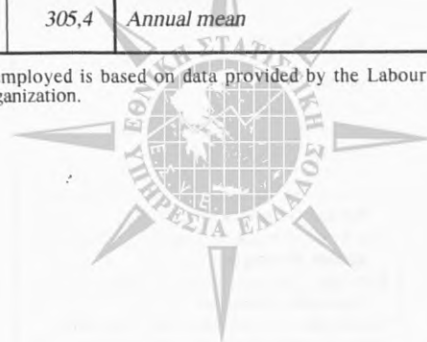 305,4 Annual mean
employed is based on data provided by the Labour
ganization.
ΕΘΝΙΚΗ ΣΤΑΤΙΣΤΙΚΗ
ΥΠΗΡΕΣΙΑ ΕΛΛΑΔΟΣ
Ε Σ Υ Ε